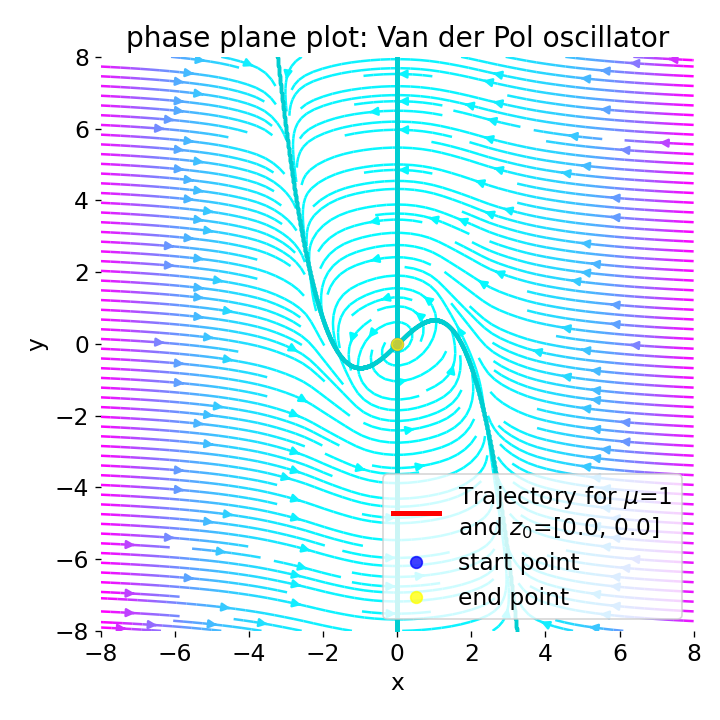 phase plane plot: Van der Pol oscillator
8
6
4
2
0
−2
−4
−6
−8
y
Trajectory for μ=1
and z₀=[0.0, 0.0]
start point
end point
−8 −6 −4 −2 0 2 4 6 8
x